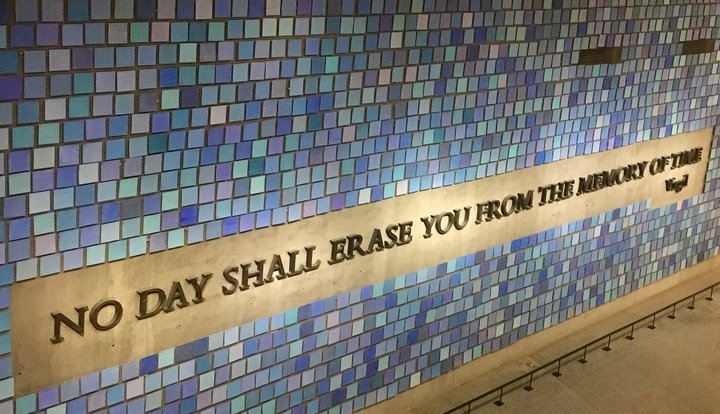 NO DAY SHALL ERASE YOU FROM THE MEMORY OF TIME
Virgil